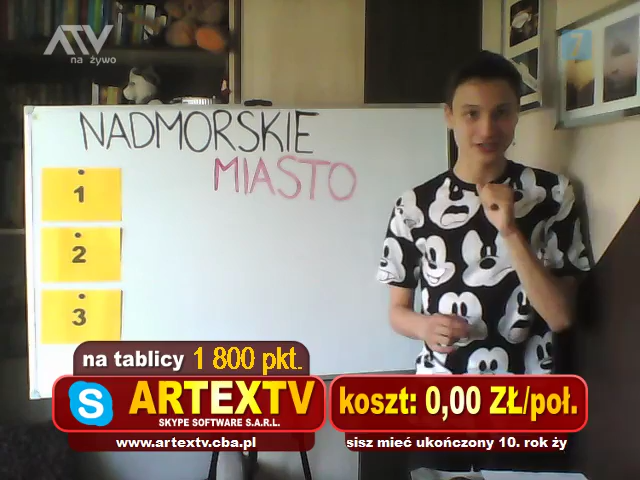 ATV
na żywo
7
NADMORSKIE
MIASTO
1
2
3
na tablicy 1 800 pkt.
ARTEXTV
SKYPE SOFTWARE S.A.R.L.
koszt: 0,00 ZŁ/poł.
www.artextv.cba.pl
sisz mieć ukończony 10. rok ży